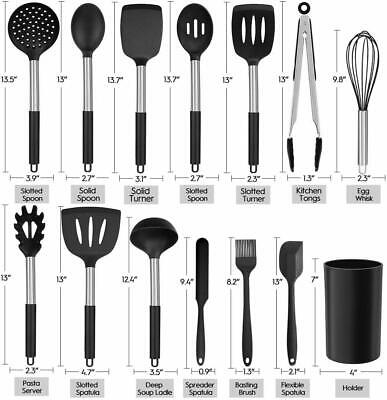 13.5"
13"
13.7"
13.7"
13"
12"
9.8"
3.9"
2.7"
3.1"
2.7"
2.3"
1.3"
2.3"
Slotted
Spoon
Solid
Spoon
Solid
Turner
Slotted
Spoon
Slotted
Turner
Kitchen
Tongs
Egg
Whisk
13"
13"
12.4"
9.4"
8.2"
13"
7"
2.3"
4.7"
3.5"
0.9"
1.3"
2.1"
4"
Pasta
Server
Slotted
Spatula
Deep
Soup Ladle
Spreader
Spatula
Basting
Brush
Flexible
Spatula
Holder